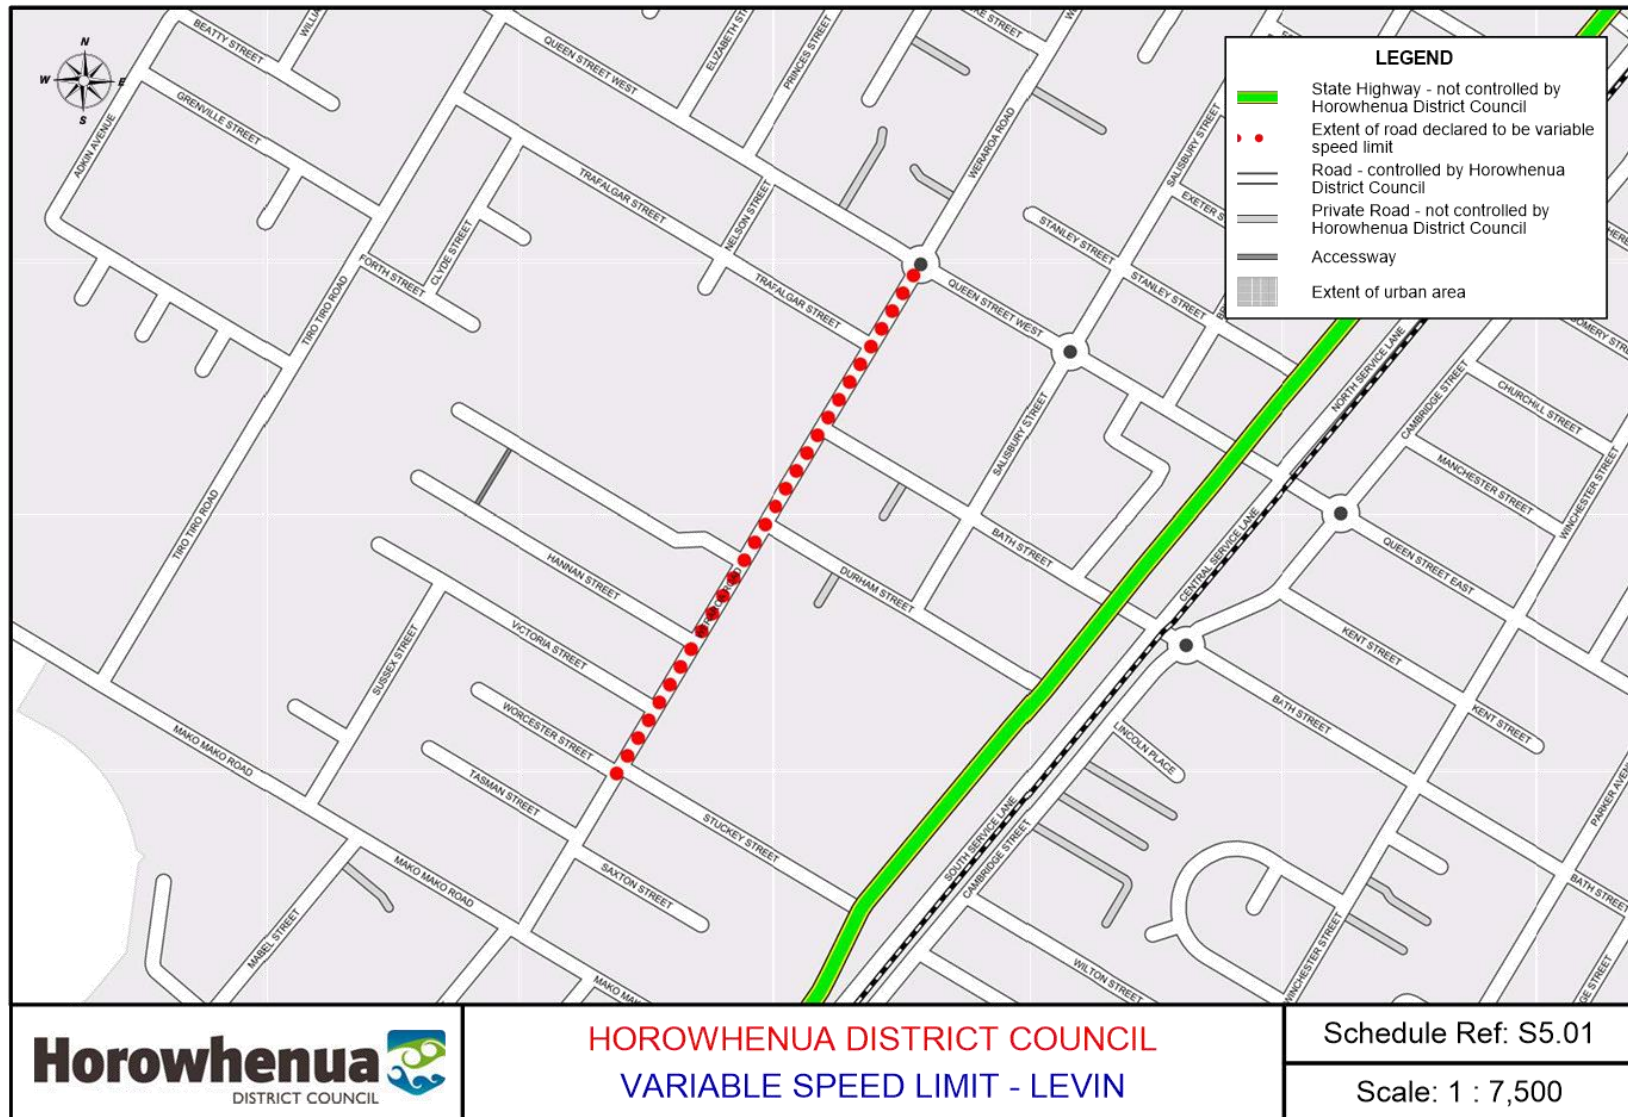 N
W
E
S
BEATTY STREET
ADKIN AVENUE
GRENVILLE STREET
QUEEN STREET WEST
PRINCES STREET
WERAROA ROAD
SALISBURY STREET
TRAFALGAR STREET
NELSON STREET
STANLEY STREET
STANLEY STREET
CLYDE STREET
FORTH STREET
TIRO TIRO ROAD
TRAFALGAR STREET
QUEEN STREET WEST
SALISBURY STREET
NORTH SERVICE LANE
CAMBRIDGE STREET
CHURCHILL STREET
MANCHESTER STREET
WINCHESTER STREET
TIRO TIRO ROAD
BATH STREET
CENTRAL SERVICE LANE
QUEEN STREET EAST
HANNAN STREET
DURHAM STREET
VICTORIA STREET
SUSSEX STREET
KENT STREET
WORCESTER STREET
BATH STREET
KENT STREET
MAKO MAKO ROAD
TASMAN STREET
LINCOLN PLACE
STUCKEY STREET
SOUTH SERVICE LANE
CAMBRIDGE STREET
MAKO MAKO ROAD
SAXTON STREET
BATH STREET
MABEL STREET
WILTON STREET
WINCHESTER STREET
LEGEND
State Highway - not controlled by
Horowhenua District Council
Extent of road declared to be variable
speed limit
Road - controlled by Horowhenua
District Council
Private Road - not controlled by
Horowhenua District Council
Accessway
Extent of urban area
Horowhenua
DISTRICT COUNCIL
HOROWHENUA DISTRICT COUNCIL
VARIABLE SPEED LIMIT - LEVIN
Schedule Ref: S5.01
Scale: 1 : 7,500